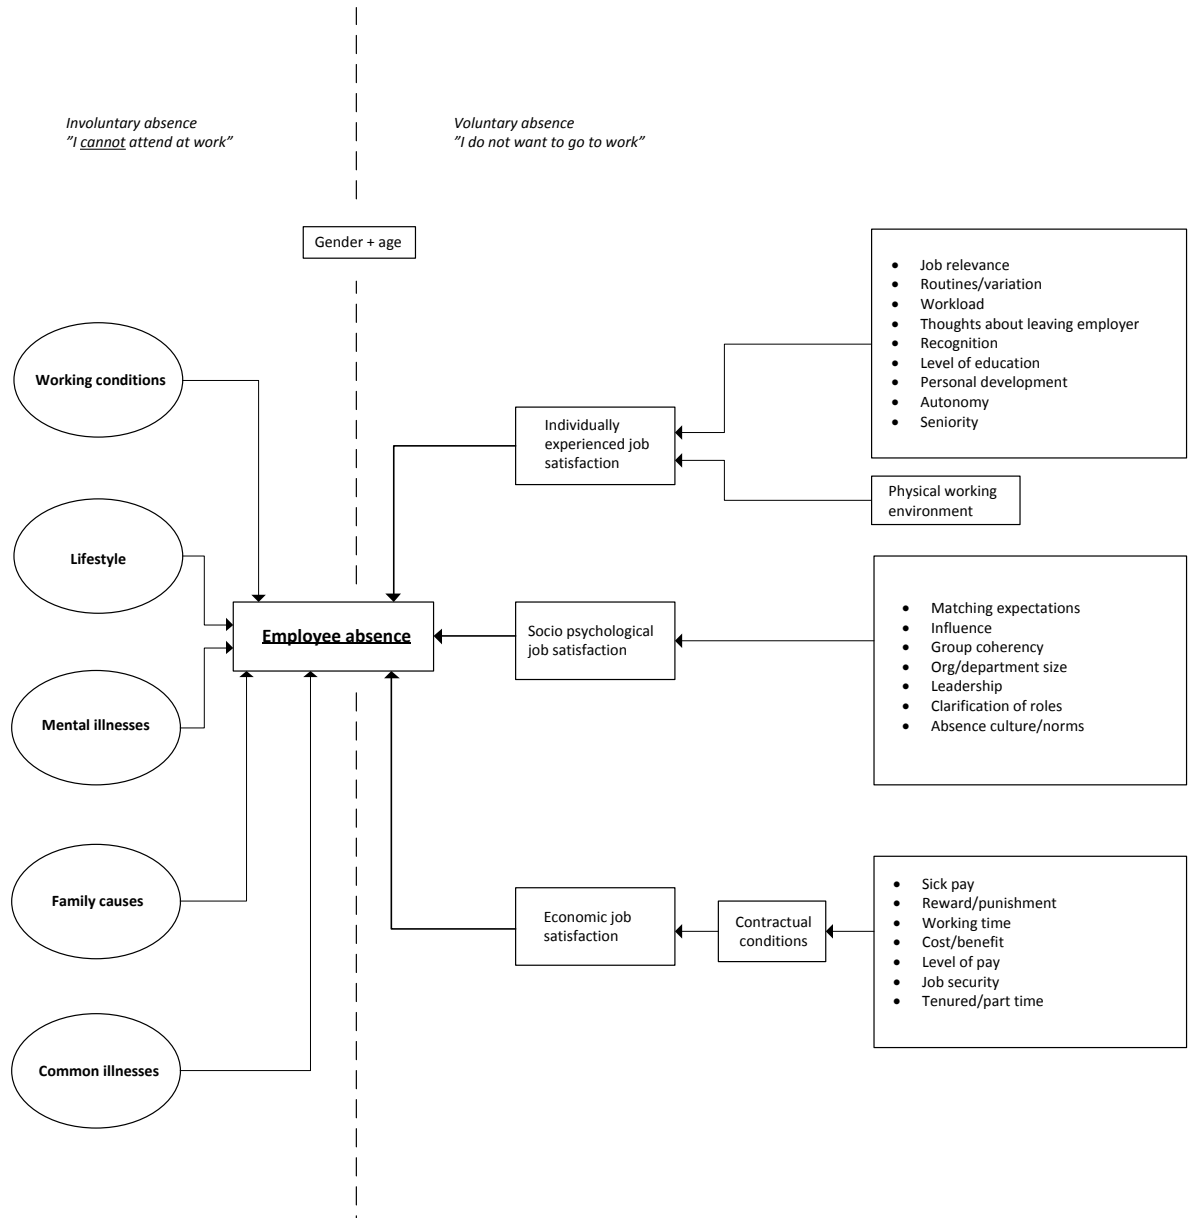 Involuntary absence
”I cannot attend at work”
Voluntary absence
”I do not want to go to work”
Gender + age
Working conditions
Lifestyle
Mental illnesses
Family causes
Common illnesses
Employee absence
Individually
experienced job
satisfaction
Socio psychological
job satisfaction
Economic job
satisfaction
Contractual
conditions
• Job relevance
• Routines/variation
• Workload
• Thoughts about leaving employer
• Recognition
• Level of education
• Personal development
• Autonomy
• Seniority
Physical working
environment
• Matching expectations
• Influence
• Group coherency
• Org/department size
• Leadership
• Clarification of roles
• Absence culture/norms
• Sick pay
• Reward/punishment
• Working time
• Cost/benefit
• Level of pay
• Job security
• Tenured/part time